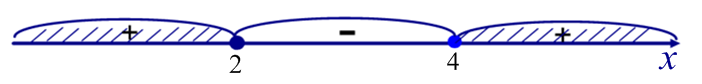 + - +
2 4 x